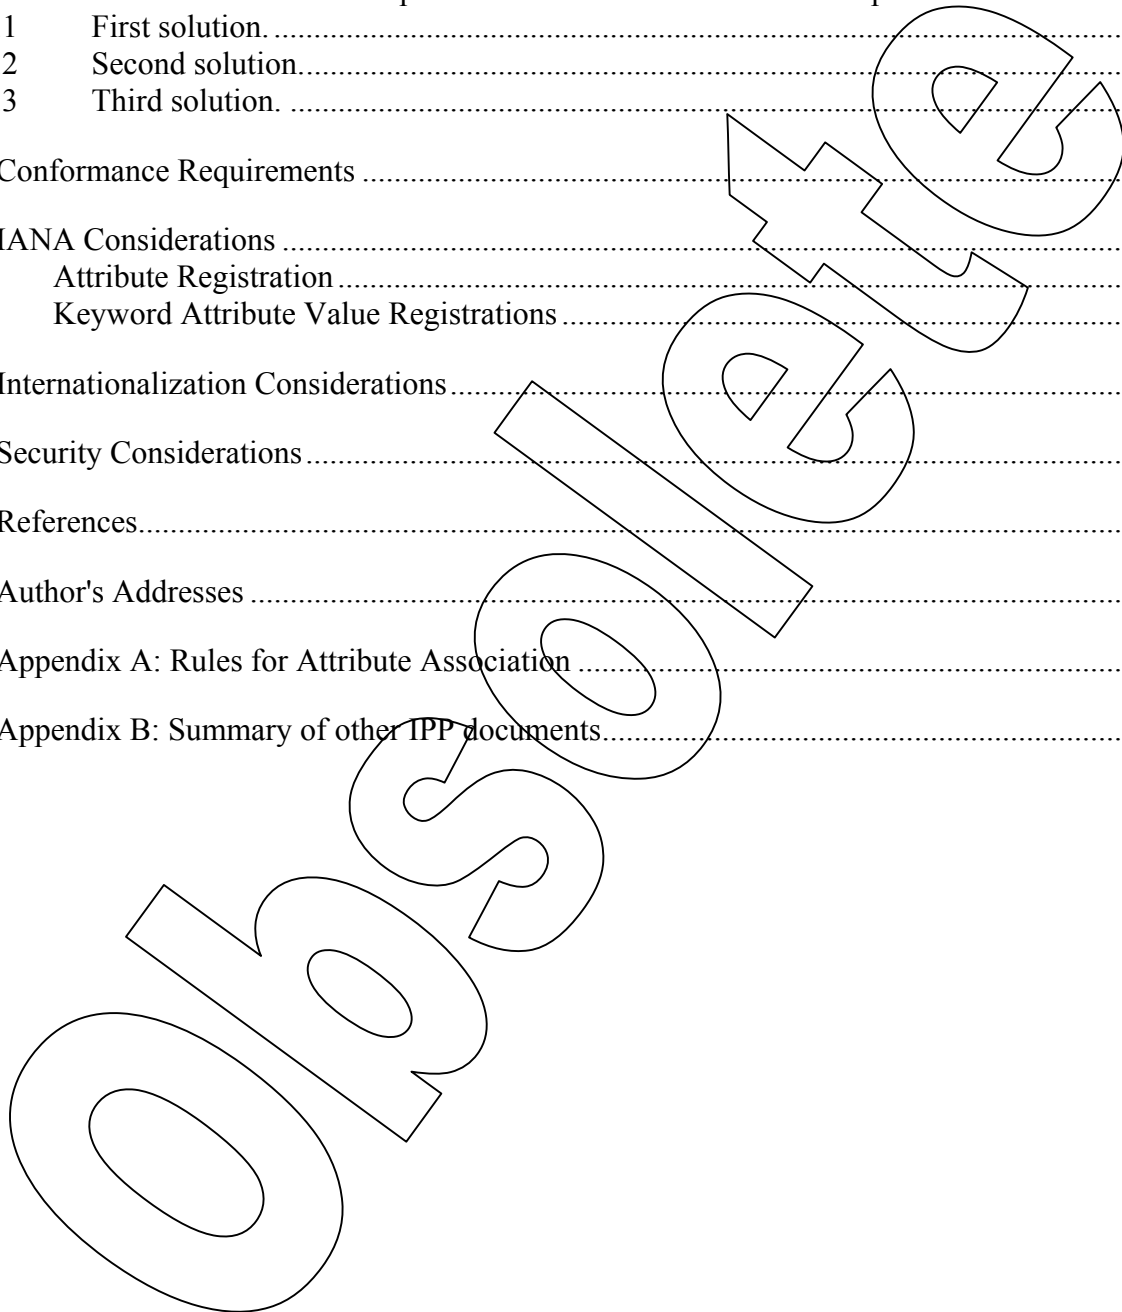 1 First solution. ........................................
2 Second solution........................................
3 Third solution. ........................................
Conformance Requirements ........................................
IANA Considerations ........................................
Attribute Registration ........................................
Keyword Attribute Value Registrations ........................................
Internationalization Considerations ........................................
Security Considerations ........................................
References........................................
Author's Addresses ........................................
Appendix A: Rules for Attribute Association ........................................
Appendix B: Summary of other IPP documents........................................
Obsolete